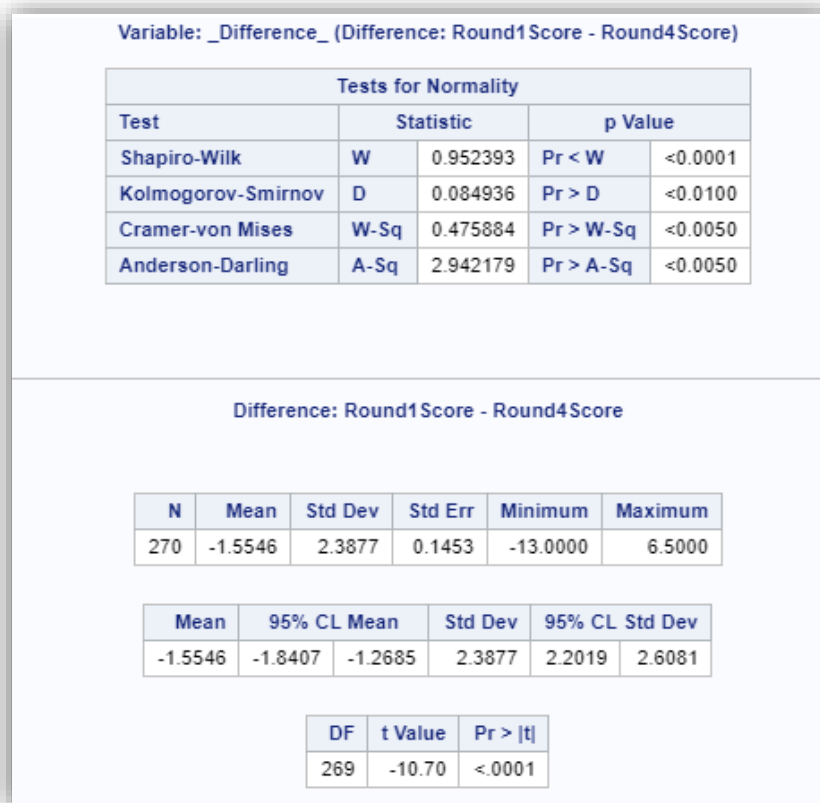 Variable: _Difference_ (Difference: Round1Score - Round4Score)
Tests for Normality
Test Statistic p Value
Shapiro-Wilk W 0.952393 Pr < W <0.0001
Kolmogorov-Smirnov D 0.084936 Pr > D <0.0100
Cramer-von Mises W-Sq 0.475884 Pr > W-Sq <0.0050
Anderson-Darling A-Sq 2.942179 Pr > A-Sq <0.0050
Difference: Round1Score - Round4Score
N Mean Std Dev Std Err Minimum Maximum
270 -1.5546 2.3877 0.1453 -13.0000 6.5000
Mean 95% CL Mean Std Dev 95% CL Std Dev
-1.5546 -1.8407 -1.2685 2.3877 2.2019 2.6081
DF t Value Pr > |t|
269 -10.70 <.0001